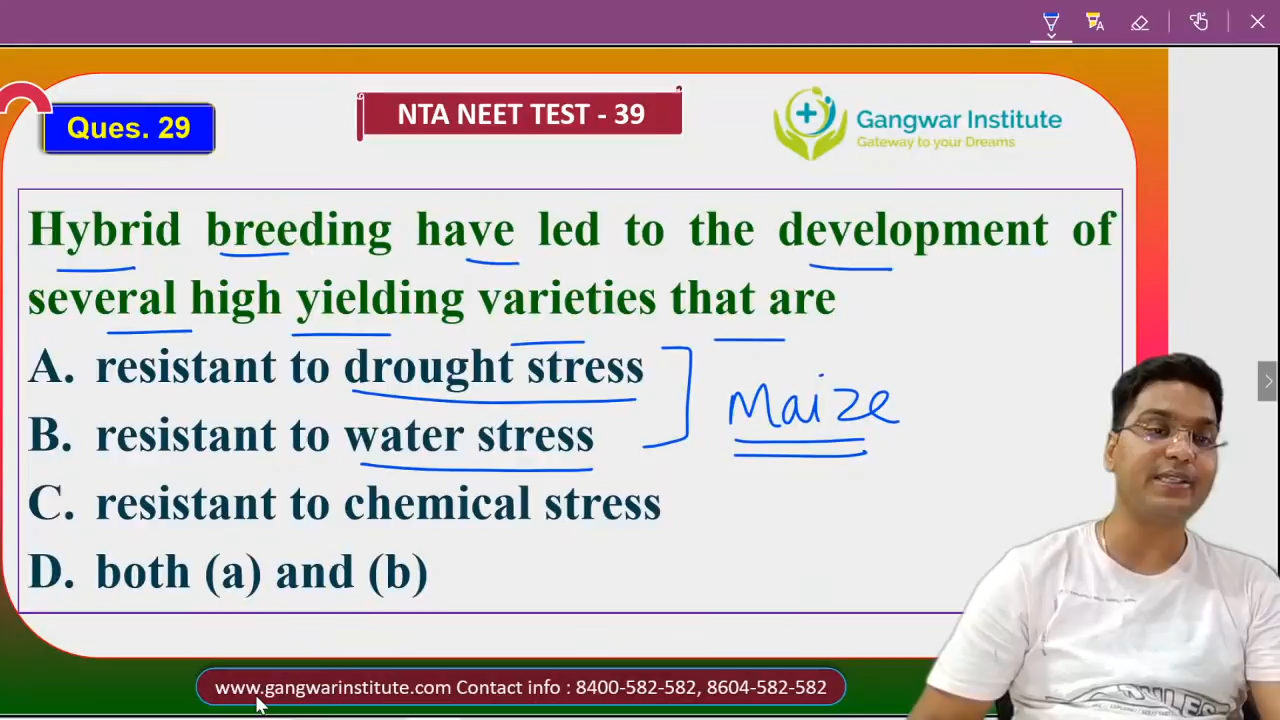 Ques. 29
NTA NEET TEST - 39
Gangwar Institute
Gateway to your Dreams
Hybrid breeding have led to the development of
several high yielding varieties that are
A. resistant to drought stress
B. resistant to water stress
Maize
C. resistant to chemical stress
D. both (a) and (b)
www.gangwarinstitute.com Contact info : 8400-582-582, 8604-582-582